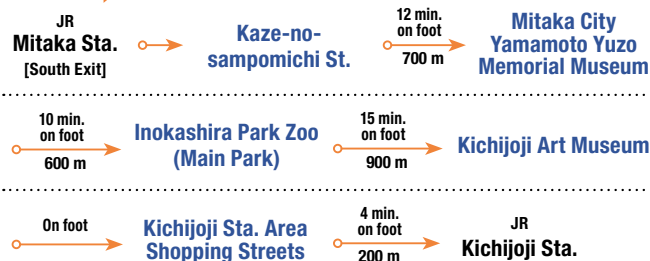 JR
Mitaka Sta.
[South Exit]
Kaze-no-
sampomichi St.
12 min.
on foot
700 m
Mitaka City
Yamamoto Yuzo
Memorial Museum
10 min.
on foot
600 m
Inokashira Park Zoo
(Main Park)
15 min.
on foot
900 m
Kichijoji Art Museum
On foot
Kichijoji Sta. Area
Shopping Streets
4 min.
on foot
200 m
JR
Kichijoji Sta.